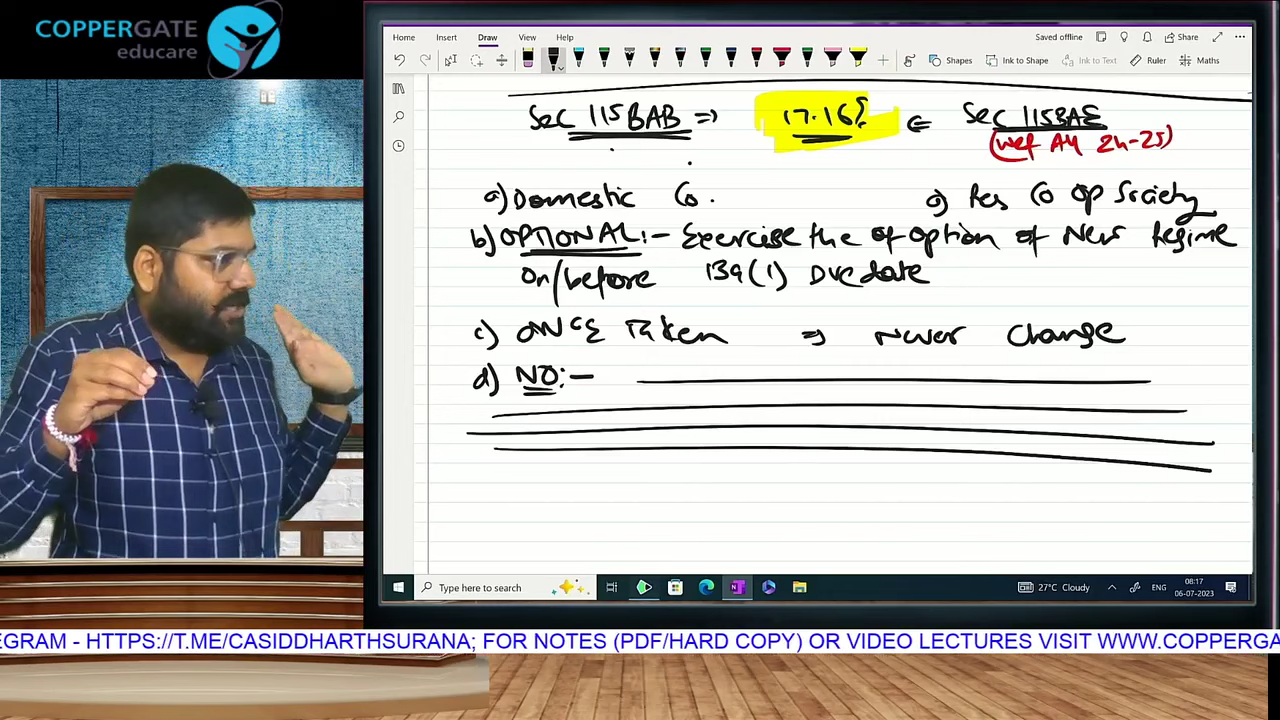 COPPERGATE
educare
Home Insert Draw View Help
Saved offline
Share
Shapes
Ink to Shape
Ink to Text
Ruler
Maths
Sec 115BAB ⇒ 17.16% ⇐ Sec 115BAE
(wef AY 24-25)
a) Domestic Co. a) Res Co Op Society
b) OPTIONAL :- Exercise the of option of New Regime
on/before 139(1) Due date
c) ONCE Taken ⇒ Never Change
d) NO :-
Type here to search
27°C Cloudy
ENG
08:17
06-07-2023
EGRAM - HTTPS://T.ME/CASIDDHARTHSURANA; FOR NOTES (PDF/HARD COPY) OR VIDEO LECTURES VISIT WWW.COPPERGA